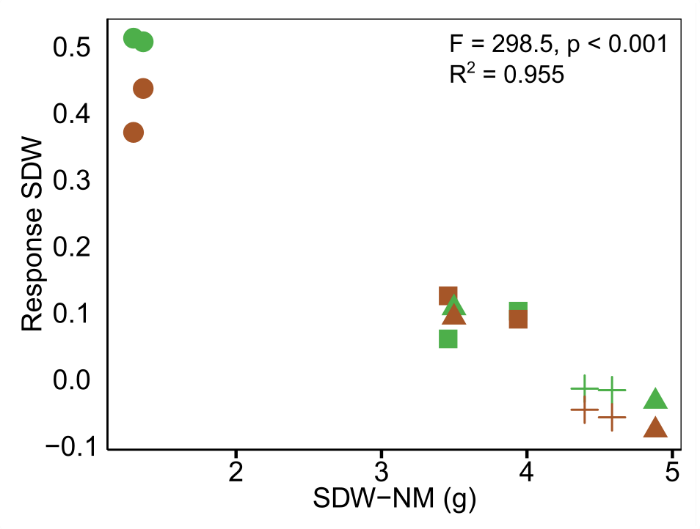 F = 298.5, p < 0.001
R² = 0.955
Response SDW
0.5
0.4
0.3
0.2
0.1
0.0
−0.1
2 3 4 5
SDW−NM (g)